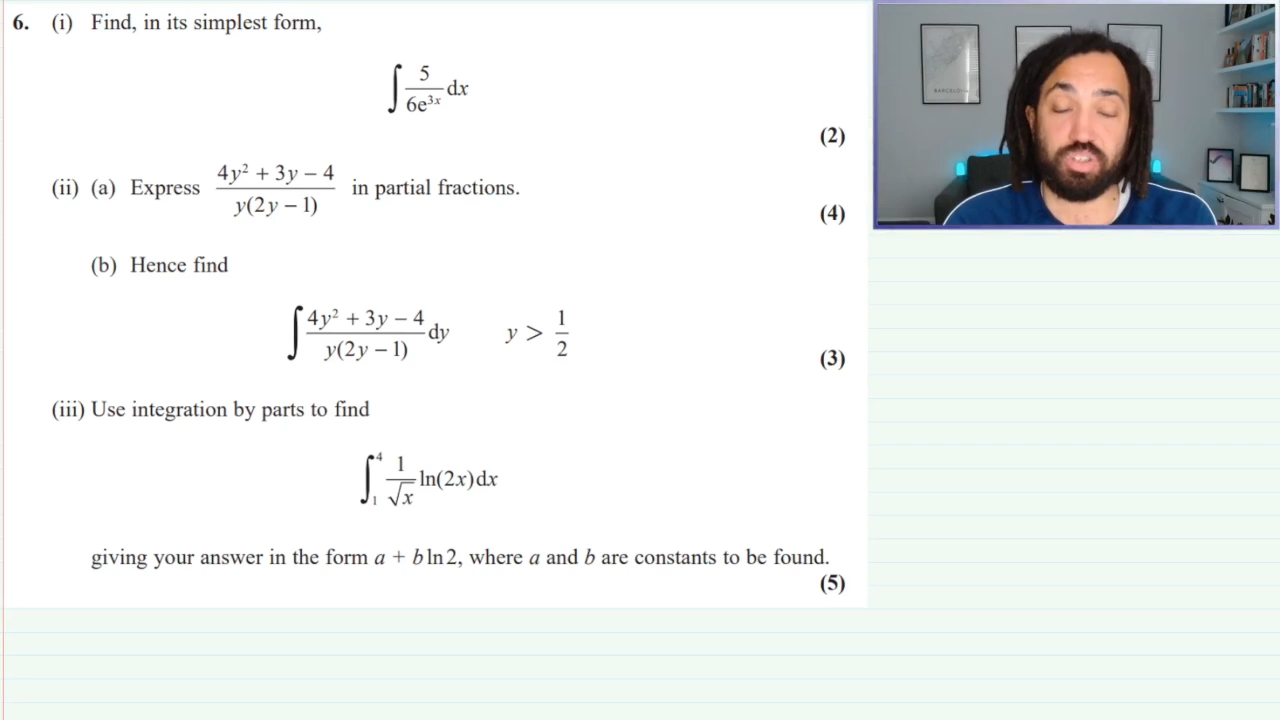 6. (i) Find, in its simplest form,
∫ 5/(6e³ˣ) dx
(2)
(ii) (a) Express (4y² + 3y – 4)/(y(2y – 1)) in partial fractions.
(4)
(b) Hence find
∫ (4y² + 3y – 4)/(y(2y – 1)) dy y > 1/2
(3)
(iii) Use integration by parts to find
∫₁⁴ 1/√x ln(2x) dx
giving your answer in the form a + b ln 2, where a and b are constants to be found.
(5)
BARCELONA